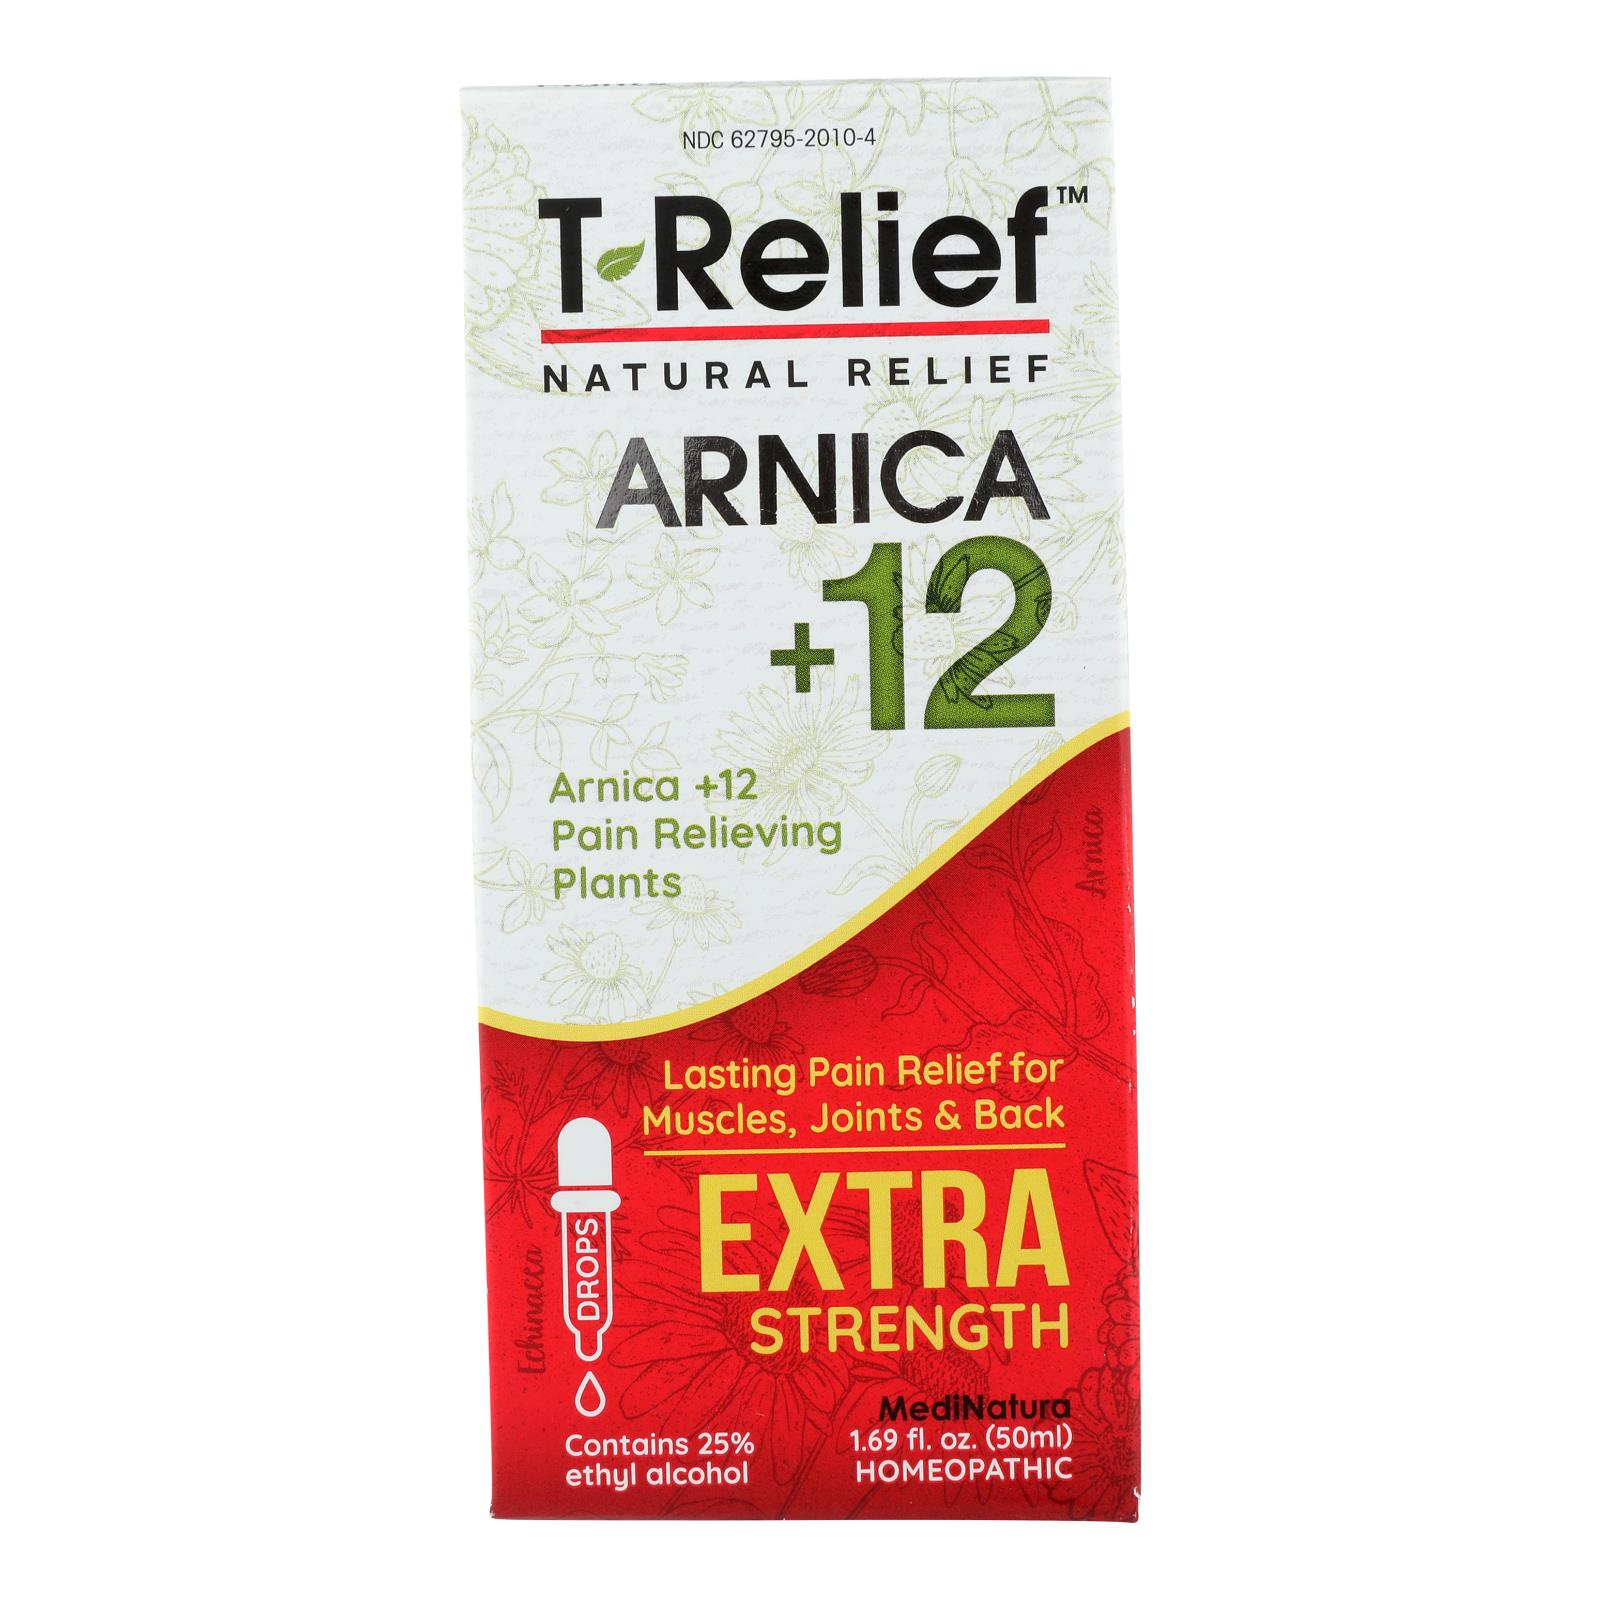 NDC 62795-2010-4
T-Relief™
NATURAL RELIEF
ARNICA
+12
Arnica +12
Pain Relieving
Plants
Arnica
Lasting Pain Relief for
Muscles, Joints & Back
EXTRA
STRENGTH
DROPS
Echinacea
MediNatura
1.69 fl. oz. (50ml)
HOMEOPATHIC
Contains 25%
ethyl alcohol